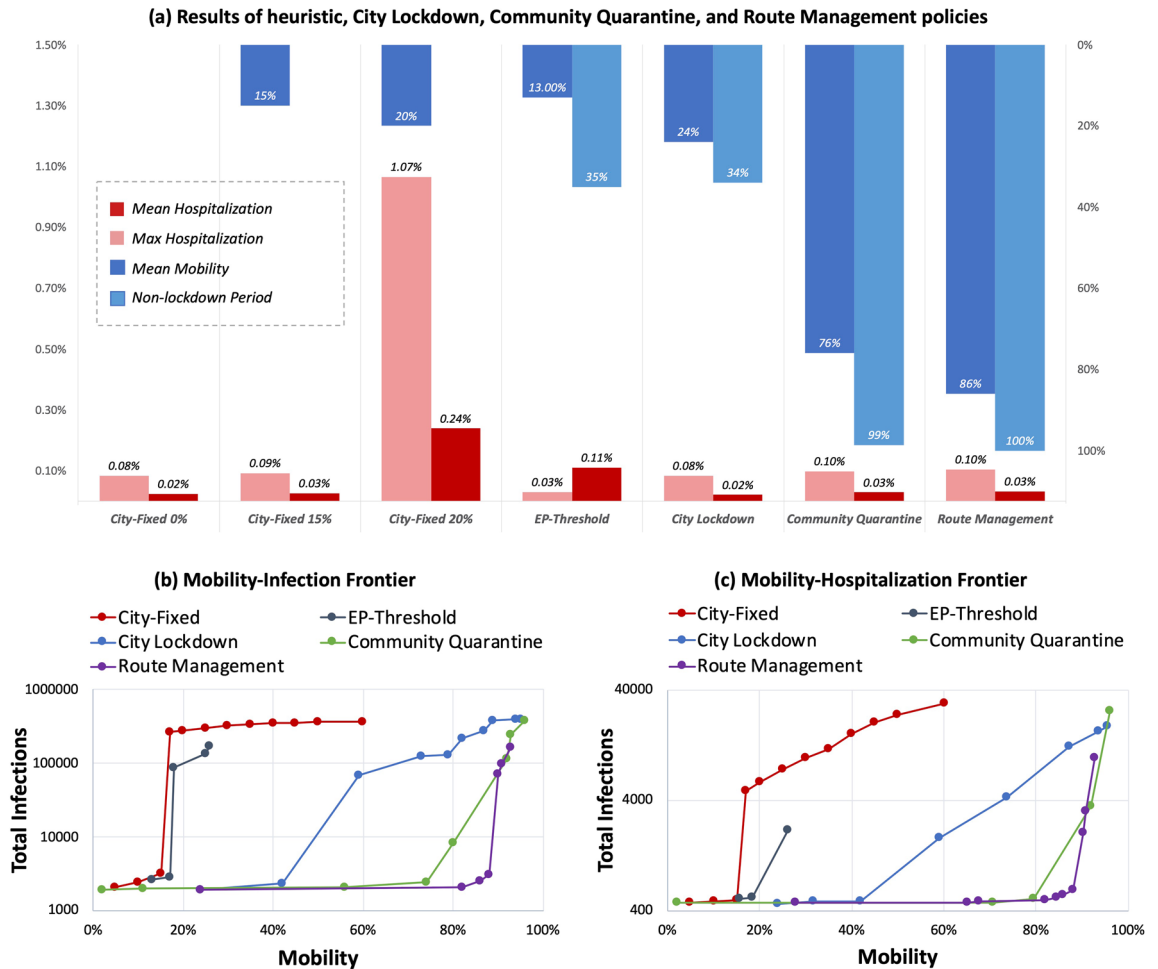 (a) Results of heuristic, City Lockdown, Community Quarantine, and Route Management policies
1.50% 0%
15% 20% 13.00% 35% 24% 34% 76% 99% 86% 100%
1.30%
20%
1.10%
1.07%
40%
0.90%
Mean Hospitalization
Max Hospitalization
Mean Mobility
Non-lockdown Period
0.70%
60%
0.50%
80%
0.30%
0.24%
100%
0.10%
0.08% 0.02% 0.09% 0.03% 0.03% 0.11% 0.08% 0.02% 0.10% 0.03% 0.10% 0.03%
City-Fixed 0% City-Fixed 15% City-Fixed 20% EP-Threshold City Lockdown Community Quarantine Route Management
(b) Mobility-Infection Frontier
City-Fixed EP-Threshold
City Lockdown Community Quarantine
Route Management
Total Infections
1000000
100000
10000
1000
0% 20% 40% 60% 80% 100%
Mobility
(c) Mobility-Hospitalization Frontier
City-Fixed EP-Threshold
City Lockdown Community Quarantine
Route Management
Total Infections
40000
4000
400
0% 20% 40% 60% 80% 100%
Mobility